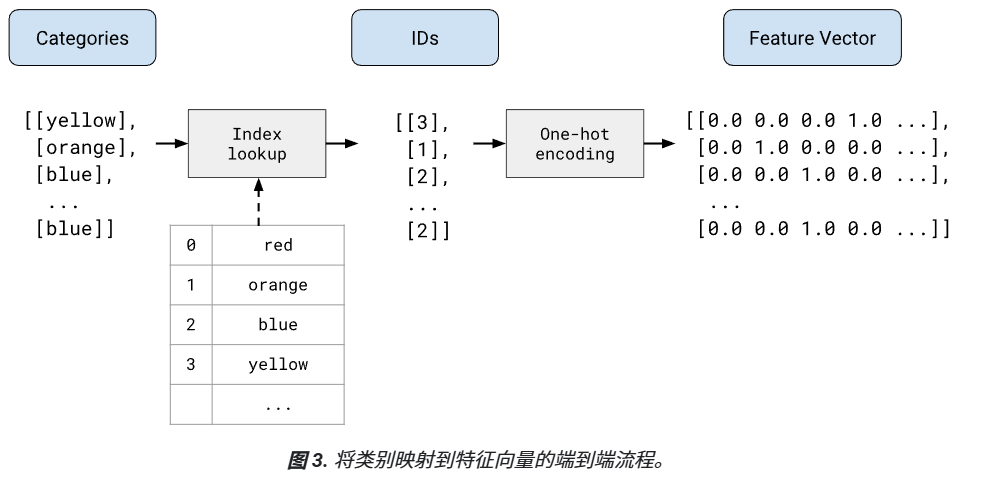 Categories
IDs
Feature Vector
[[yellow],
[orange],
[blue],
...
[blue]]
Index
lookup
[[3],
[1],
[2],
...
[2]]
One-hot
encoding
[[0.0 0.0 0.0 1.0 ...],
[0.0 1.0 0.0 0.0 ...],
[0.0 0.0 1.0 0.0 ...],
...
[0.0 0.0 1.0 0.0 ...]]
0 red
1 orange
2 blue
3 yellow
...
图 3. 将类别映射到特征向量的端到端流程。